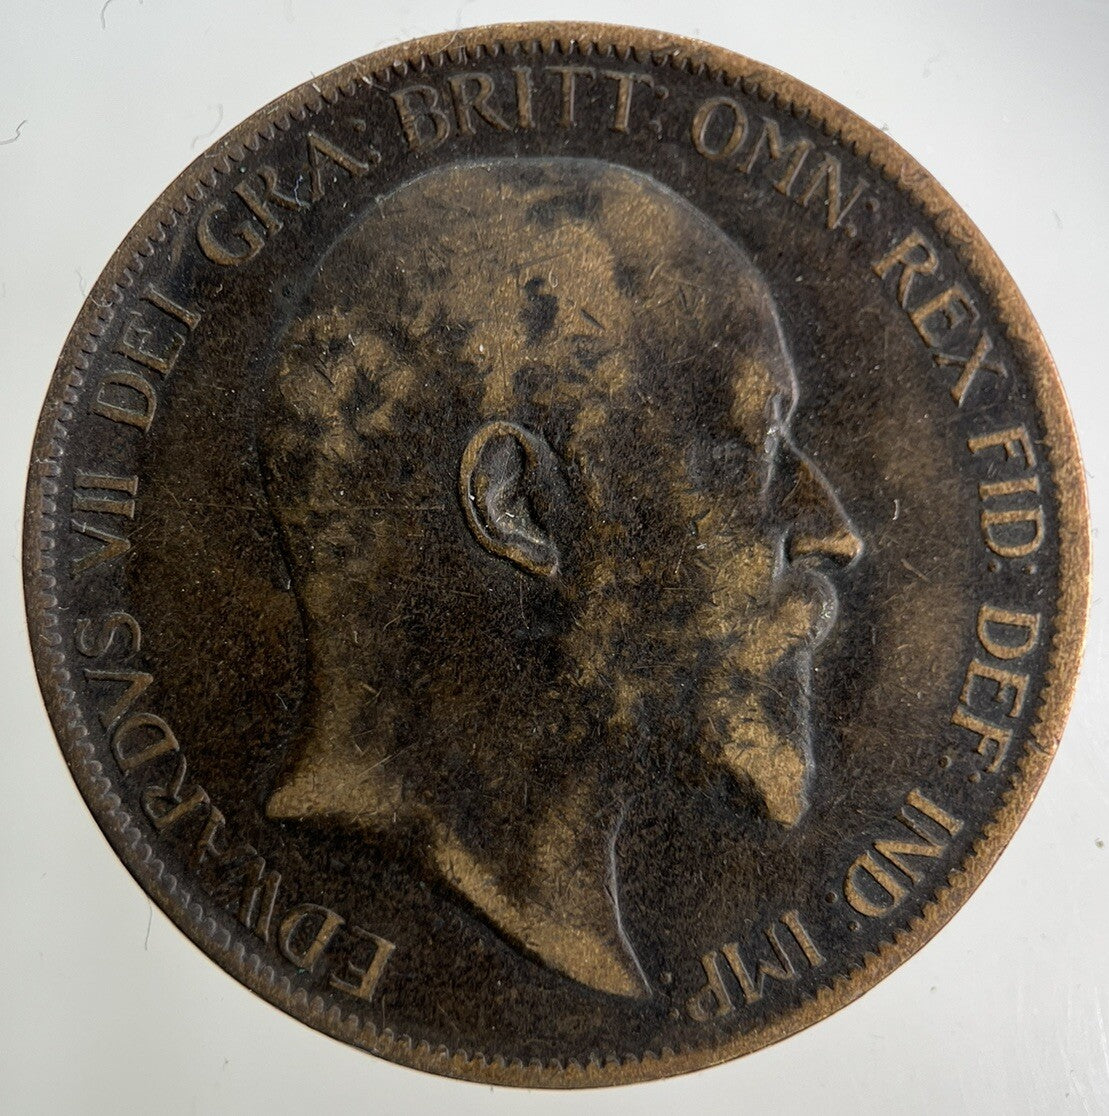 EDWARDVS VII DEI GRA: BRITT: OMN: REX FID: DEF: IND: IMP: